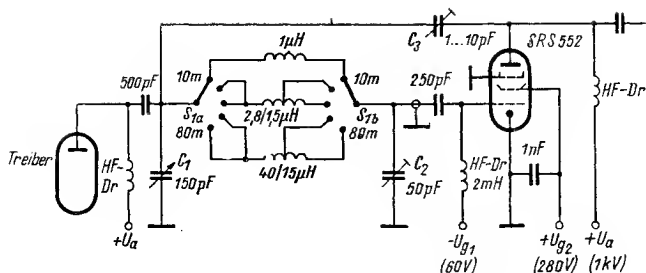 C₃
1...10pF
SRS 552
1μH
500pF
10m
10m
250pF
HF-Dr
S₁ₐ
2,8/1,5μH
S₁b
80m
80m
Treiber
HF-
Dr
C₁
150pF
40/15μH
C₂
50pF
HF-Dr
2mH
1nF
+Uₐ
-Ug₁
(60V)
+Ug₂
(280V)
+Uₐ
(1kV)